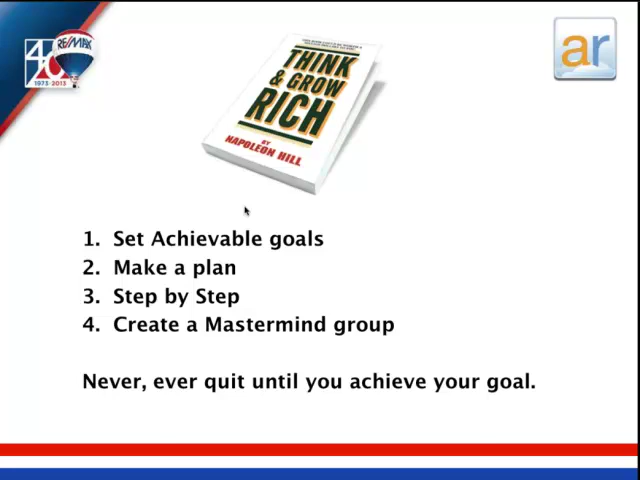 40
RE/MAX
1973-2013
ar
THINK
& GROW
RICH
BY
NAPOLEON HILL
1. Set Achievable goals
2. Make a plan
3. Step by Step
4. Create a Mastermind group
Never, ever quit until you achieve your goal.